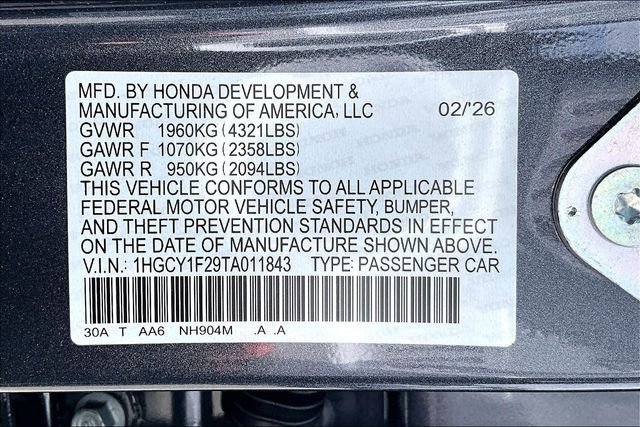 MFD. BY HONDA DEVELOPMENT &
MANUFACTURING OF AMERICA, LLC 02/'26
GVWR 1960KG (4321LBS)
GAWR F 1070KG (2358LBS)
GAWR R 950KG (2094LBS)
THIS VEHICLE CONFORMS TO ALL APPLICABLE
FEDERAL MOTOR VEHICLE SAFETY, BUMPER,
AND THEFT PREVENTION STANDARDS IN EFFECT
ON THE DATE OF MANUFACTURE SHOWN ABOVE.
V.I.N.: 1HGCY1F29TA011843 TYPE: PASSENGER CAR
30A T AA6 NH904M .A .A